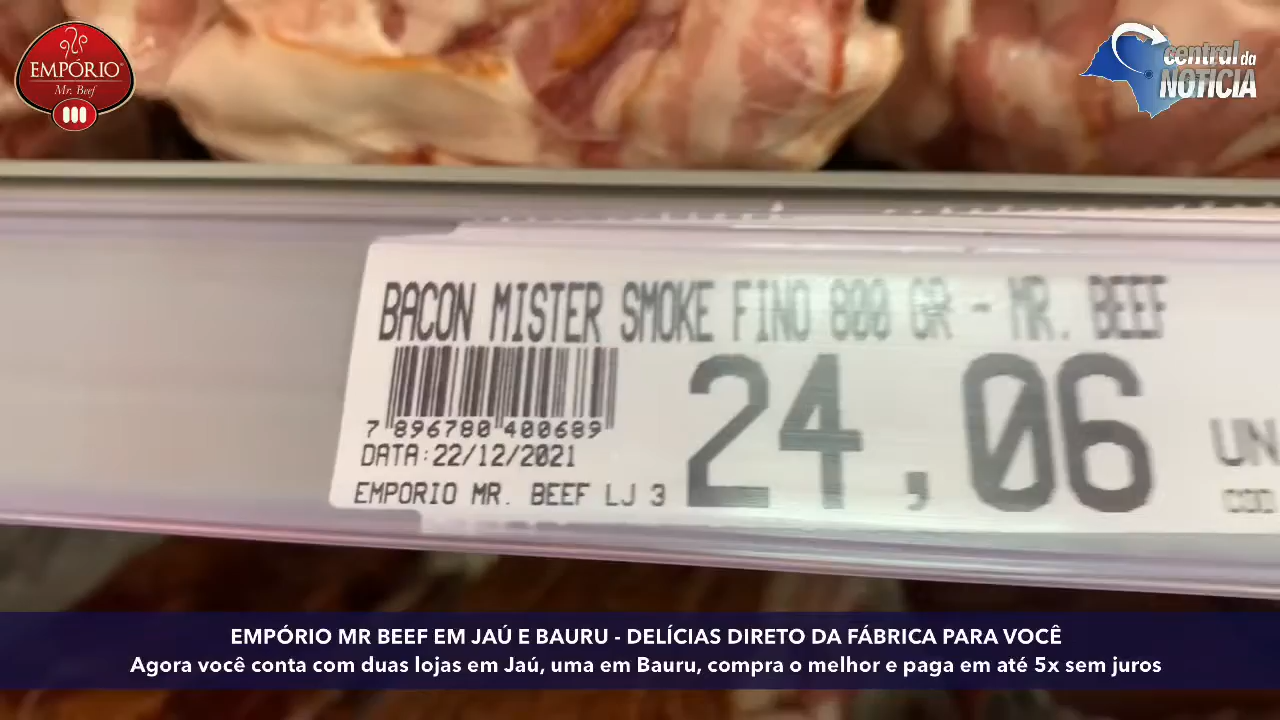 EMPÓRIO
Mr. Beef
central da
NOTICIA
BACON MISTER SMOKE FINO 800 GR - MR. BEEF
7 896780 400689
24,06
UN
DATA:22/12/2021
EMPORIO MR. BEEF LJ 3
COD
EMPÓRIO MR BEEF EM JAÚ E BAURU - DELÍCIAS DIRETO DA FÁBRICA PARA VOCÊ
Agora você conta com duas lojas em Jaú, uma em Bauru, compra o melhor e paga em até 5x sem juros